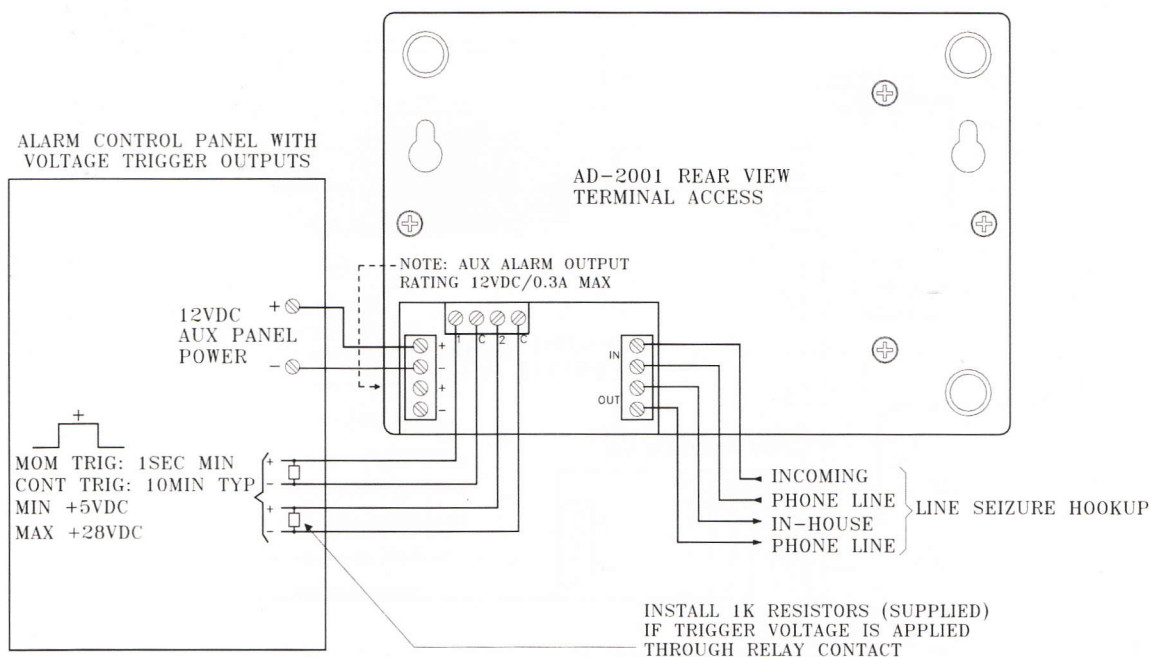 ALARM CONTROL PANEL WITH
VOLTAGE TRIGGER OUTPUTS
AD-2001 REAR VIEW
TERMINAL ACCESS
NOTE: AUX ALARM OUTPUT
RATING 12VDC/0.3A MAX
12VDC
AUX PANEL
POWER
+
-
1 C 2 C
+
-
+
-
IN
OUT
+
MOM TRIG: 1SEC MIN
CONT TRIG: 10MIN TYP
MIN +5VDC
MAX +28VDC
+
-
+
-
INCOMING
PHONE LINE
IN-HOUSE
PHONE LINE
LINE SEIZURE HOOKUP
INSTALL 1K RESISTORS (SUPPLIED)
IF TRIGGER VOLTAGE IS APPLIED
THROUGH RELAY CONTACT